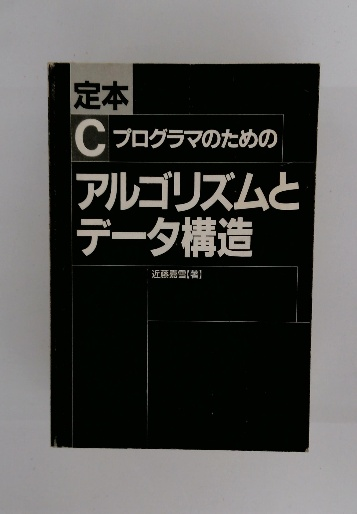 定本
C プログラマのための
アルゴリズムと
データ構造
近藤嘉雪【著】